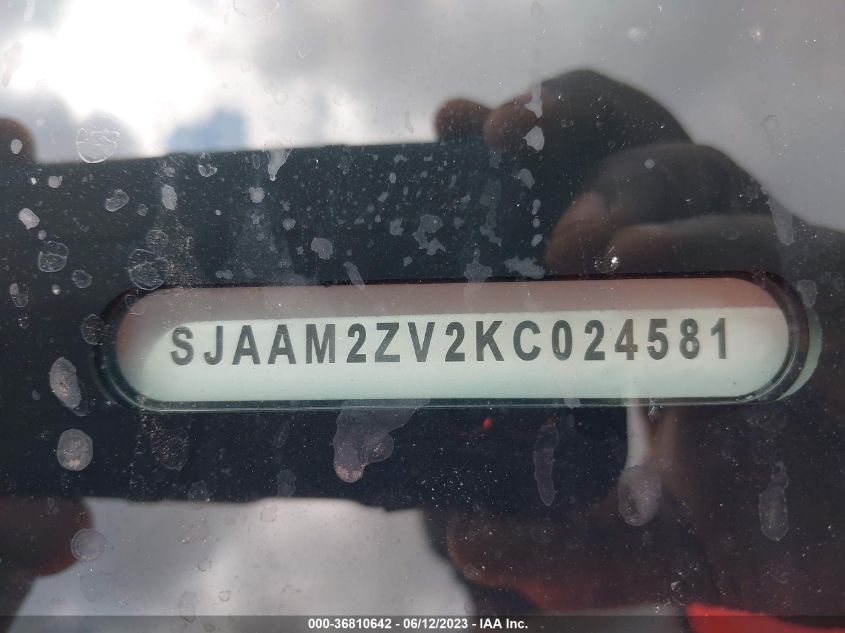 SJAAM2ZV2KC024581
000-36810642 - 06/12/2023 - IAA Inc.